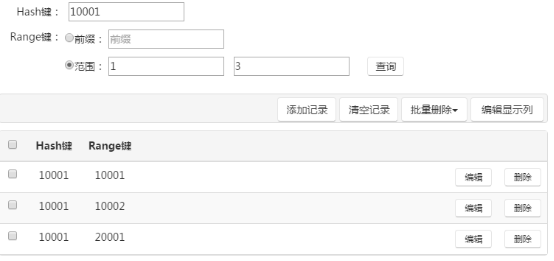 Hash键： 10001
Range键： 前缀： 前缀
范围： 1 3 查询
添加记录 清空记录 批量删除 编辑显示列
Hash键 Range键
10001 10001 编辑 删除
10001 10002 编辑 删除
10001 20001 编辑 删除